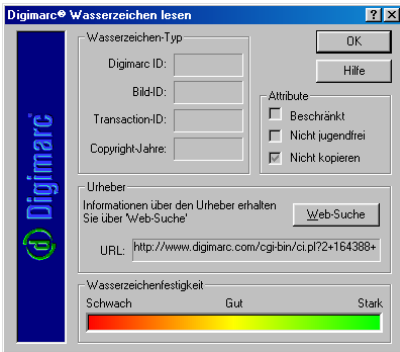 Digimarc® Wasserzeichen lesen
Digimarc
Wasserzeichen-Typ
Digimarc ID:
Bild-ID:
Transaction-ID:
Copyright-Jahre:
OK
Hilfe
Attribute
Beschränkt
Nicht jugendfrei
Nicht kopieren
Urheber
Informationen über den Urheber erhalten
Sie über 'Web-Suche'
Web-Suche
URL: http://www.digimarc.com/cgi-bin/ci.pl?2+164388+
Wasserzeichenfestigkeit
Schwach Gut Stark